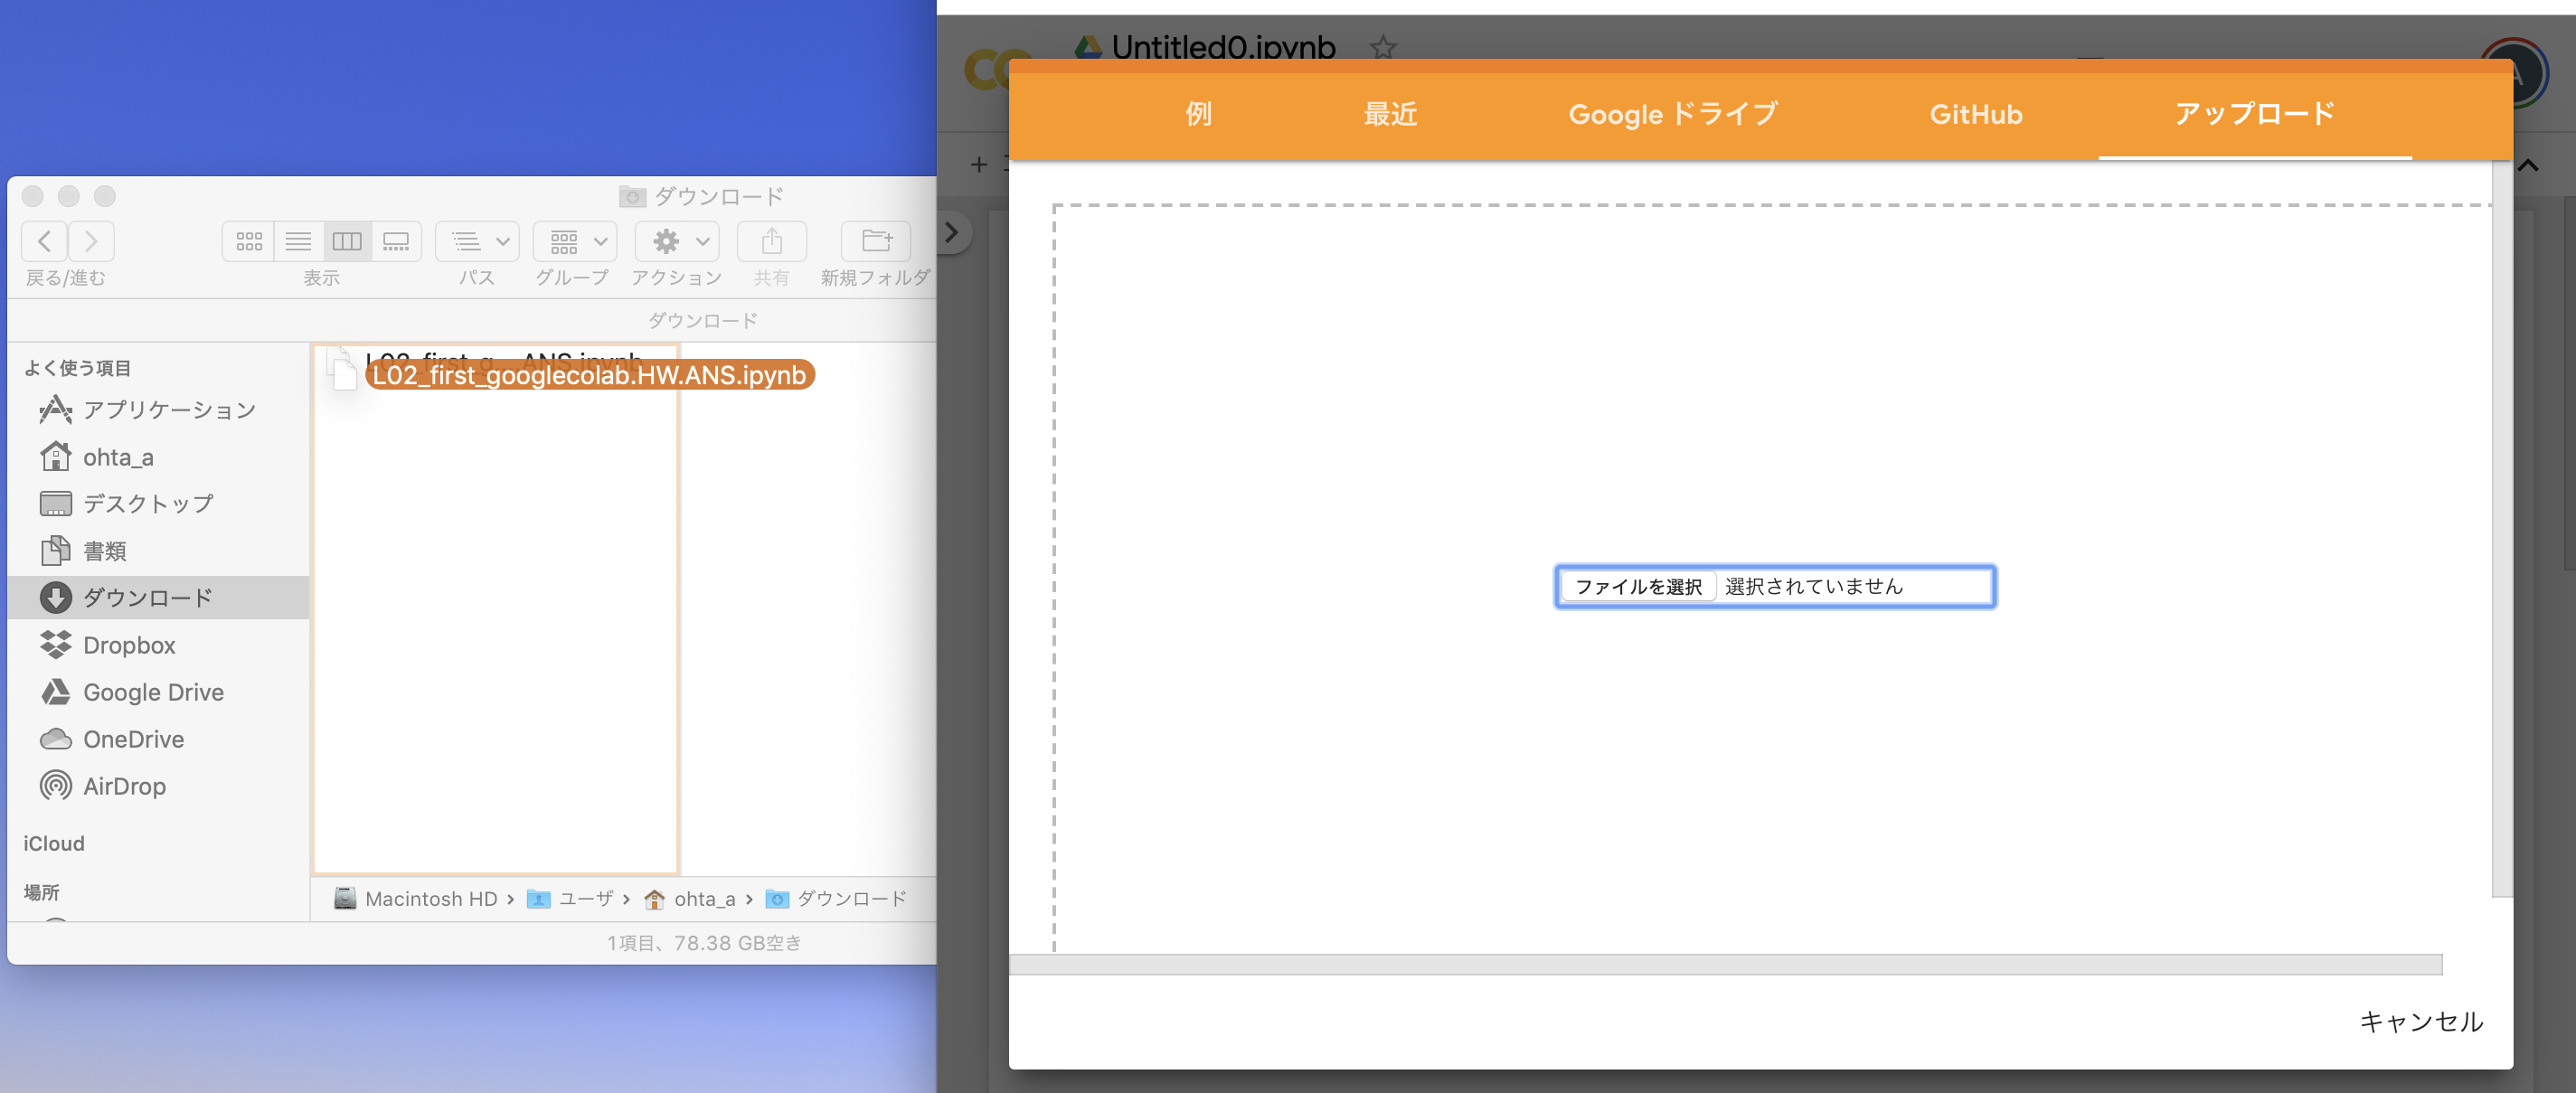 Untitled0.ipynb
例 最近 Google ドライブ GitHub アップロード
ダウンロード
戻る/進む 表示 パス グループ アクション 共有 新規フォルダ
ダウンロード
よく使う項目
アプリケーション
ohta_a
デスクトップ
書類
ダウンロード
Dropbox
Google Drive
OneDrive
AirDrop
iCloud
場所
L02_first_g... .ANS.ipynb
L02_first_googlecolab.HW.ANS.ipynb
Macintosh HD › ユーザ › ohta_a › ダウンロード
1項目、78.38 GB空き
ファイルを選択 選択されていません
キャンセル